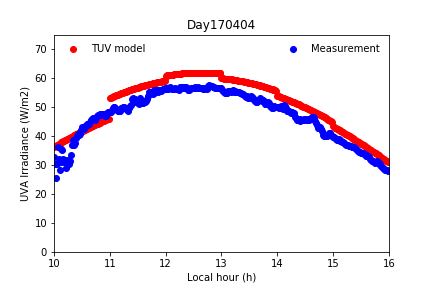 Day170404
TUV model
Measurement
UVA Irradiance (W/m2)
70
60
50
40
30
20
10
0
10 11 12 13 14 15 16
Local hour (h)